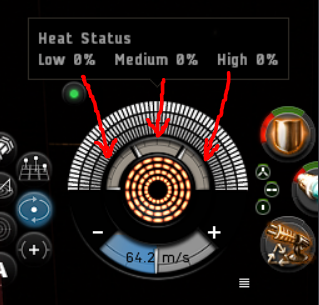 Heat Status
Low 0% Medium 0% High 0%
- +
64.2 m/s
(+)
A